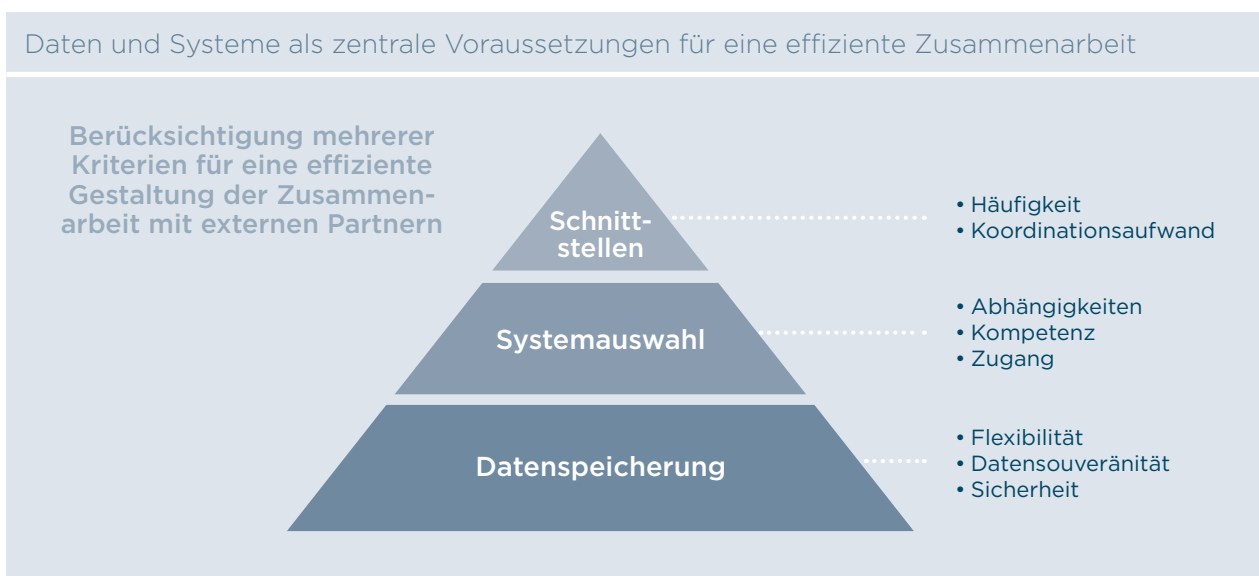 Daten und Systeme als zentrale Voraussetzungen für eine effiziente Zusammenarbeit
Berücksichtigung mehrerer
Kriterien für eine effiziente
Gestaltung der Zusammen-
arbeit mit externen Partnern
Schnitt-
stellen
• Häufigkeit
• Koordinationsaufwand
Systemauswahl
• Abhängigkeiten
• Kompetenz
• Zugang
Datenspeicherung
• Flexibilität
• Datensouveränität
• Sicherheit